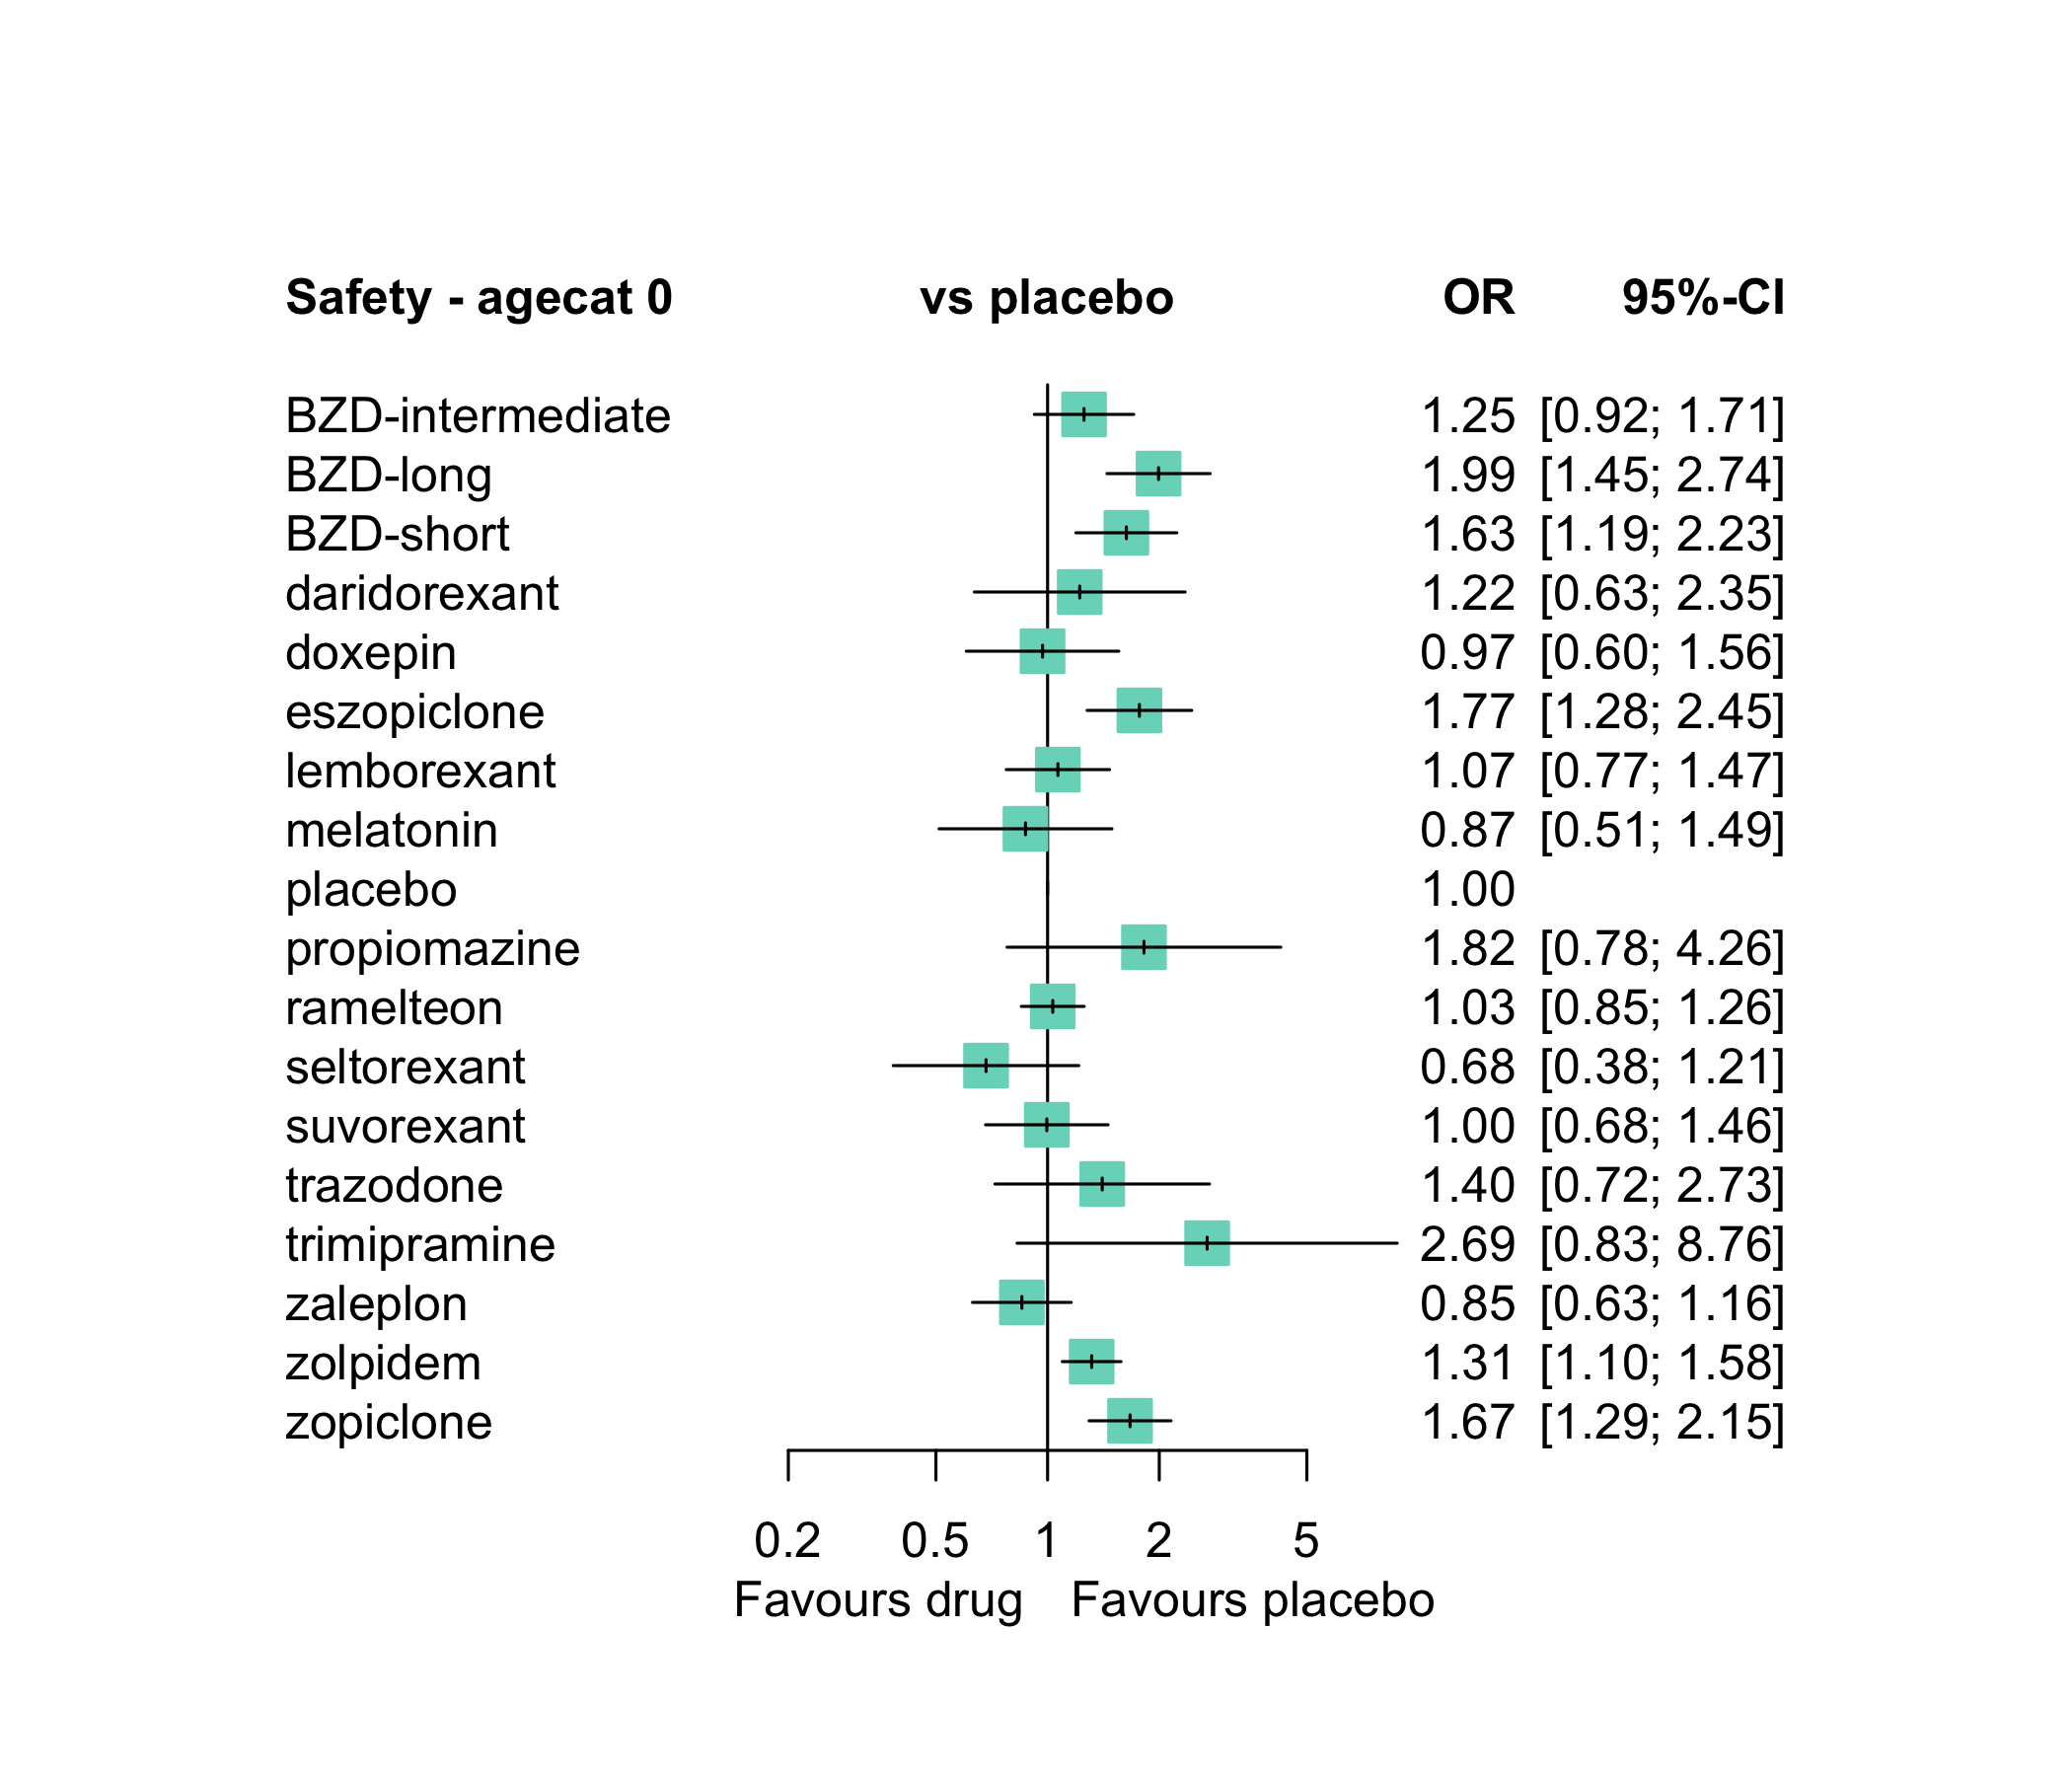 Safety - agecat 0 vs placebo OR 95%-CI
BZD-intermediate 1.25 [0.92; 1.71]
BZD-long 1.99 [1.45; 2.74]
BZD-short 1.63 [1.19; 2.23]
daridorexant 1.22 [0.63; 2.35]
doxepin 0.97 [0.60; 1.56]
eszopiclone 1.77 [1.28; 2.45]
lemborexant 1.07 [0.77; 1.47]
melatonin 0.87 [0.51; 1.49]
placebo 1.00
propiomazine 1.82 [0.78; 4.26]
ramelteon 1.03 [0.85; 1.26]
seltorexant 0.68 [0.38; 1.21]
suvorexant 1.00 [0.68; 1.46]
trazodone 1.40 [0.72; 2.73]
trimipramine 2.69 [0.83; 8.76]
zaleplon 0.85 [0.63; 1.16]
zolpidem 1.31 [1.10; 1.58]
zopiclone 1.67 [1.29; 2.15]
0.2 0.5 1 2 5
Favours drug Favours placebo